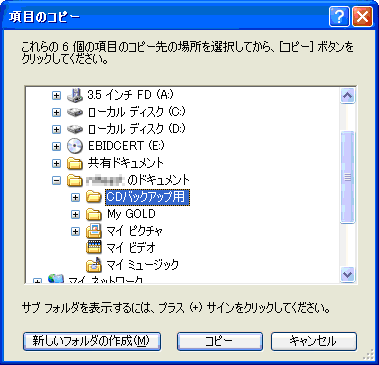 項目のコピー
これらの 6 個の項目のコピー先の場所を選択してから、[コピー] ボタンを
クリックしてください。
3.5 インチ FD (A:)
ローカル ディスク (C:)
ローカル ディスク (D:)
EBIDCERT (E:)
共有ドキュメント
のドキュメント
CDバックアップ用
My GOLD
マイ ピクチャ
マイ ビデオ
マイ ミュージック
マイ ネットワーク
サブ フォルダを表示するには、プラス (+) サインをクリックしてください。
新しいフォルダの作成(M)
コピー
キャンセル